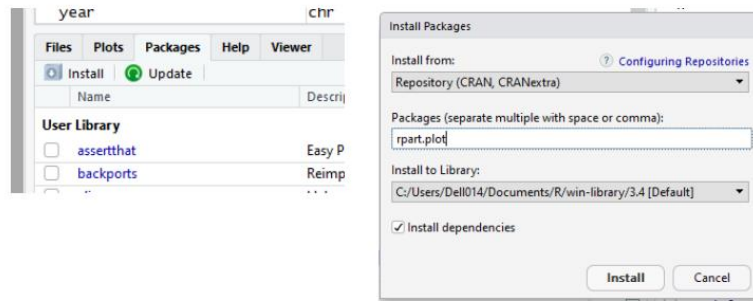 year chr
Files Plots Packages Help Viewer
Install Update
Name
User Library
assertthat Easy P
backports Reimp
Install Packages
Install from: ? Configuring Repositories
Repository (CRAN, CRANextra)
Packages (separate multiple with space or comma):
rpart.plot
Install to Library:
C:/Users/Dell014/Documents/R/win-library/3.4 [Default]
Install dependencies
Install Cancel